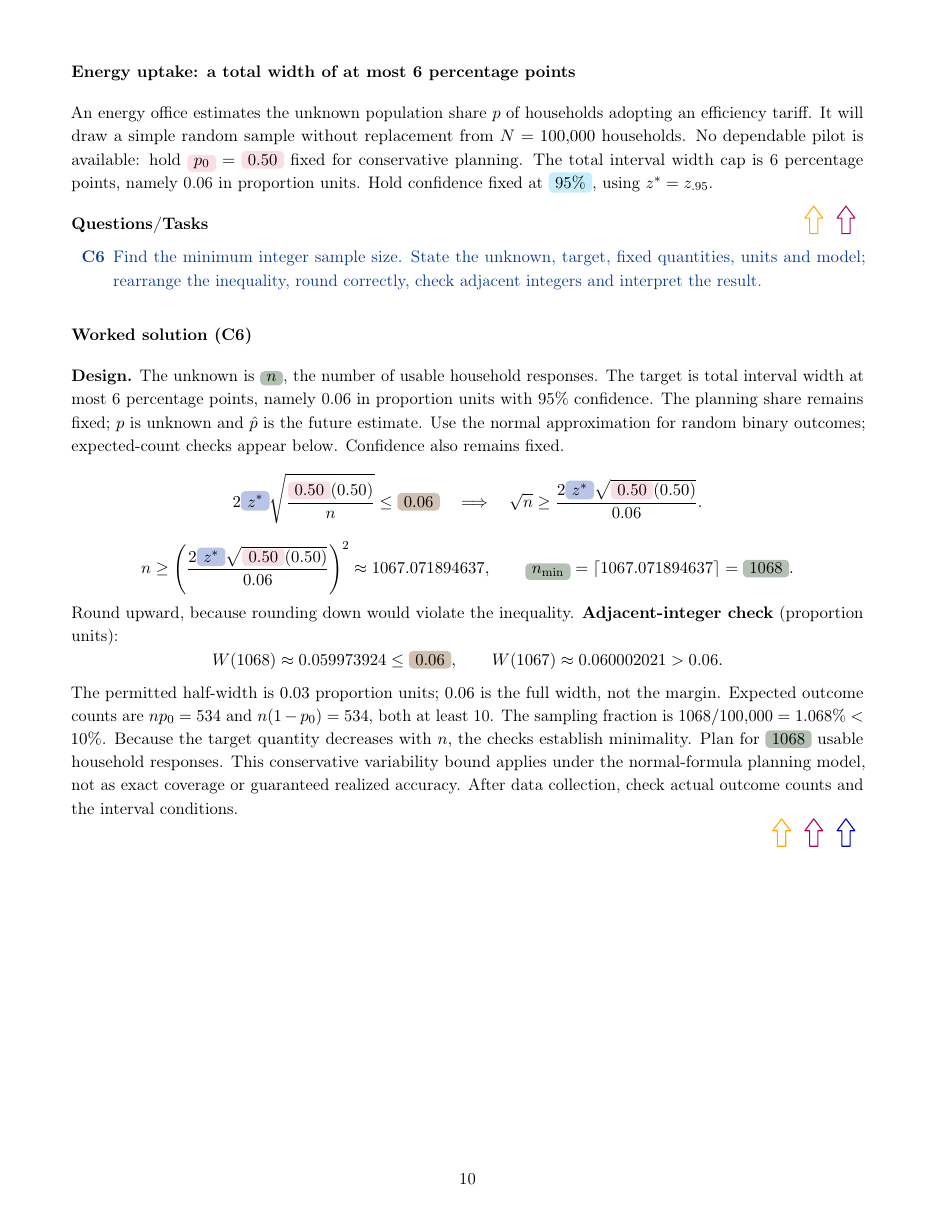 Energy uptake: a total width of at most 6 percentage points
An energy office estimates the unknown population share p of households adopting an efficiency tariff. It will
draw a simple random sample without replacement from N = 100,000 households. No dependable pilot is
available: hold p₀ = 0.50 fixed for conservative planning. The total interval width cap is 6 percentage
points, namely 0.06 in proportion units. Hold confidence fixed at 95%, using z* = z.₉₅.
Questions/Tasks
C6 Find the minimum integer sample size. State the unknown, target, fixed quantities, units and model;
rearrange the inequality, round correctly, check adjacent integers and interpret the result.
Worked solution (C6)
Design. The unknown is n, the number of usable household responses. The target is total interval width at
most 6 percentage points, namely 0.06 in proportion units with 95% confidence. The planning share remains
fixed; p is unknown and p̂ is the future estimate. Use the normal approximation for random binary outcomes;
expected-count checks appear below. Confidence also remains fixed.
2 z* √(0.50 (0.50) / n) ≤ 0.06 ⟹ √n ≥ 2 z* √(0.50 (0.50)) / 0.06.
n ≥ (2 z* √(0.50 (0.50)) / 0.06)² ≈ 1067.071894637, n_min = ⌈1067.071894637⌉ = 1068.
Round upward, because rounding down would violate the inequality. Adjacent-integer check (proportion
units):
W(1068) ≈ 0.059973924 ≤ 0.06, W(1067) ≈ 0.060002021 > 0.06.
The permitted half-width is 0.03 proportion units; 0.06 is the full width, not the margin. Expected outcome
counts are np₀ = 534 and n(1 − p₀) = 534, both at least 10. The sampling fraction is 1068/100,000 = 1.068% <
10%. Because the target quantity decreases with n, the checks establish minimality. Plan for 1068 usable
household responses. This conservative variability bound applies under the normal-formula planning model,
not as exact coverage or guaranteed realized accuracy. After data collection, check actual outcome counts and
the interval conditions.
10